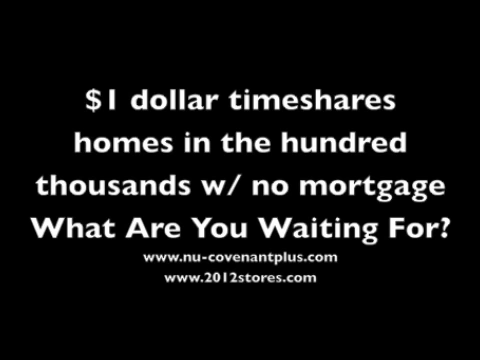 $1 dollar timeshares
homes in the hundred
thousands w/ no mortgage
What Are You Waiting For?
www.nu-covenantplus.com
www.2012stores.com